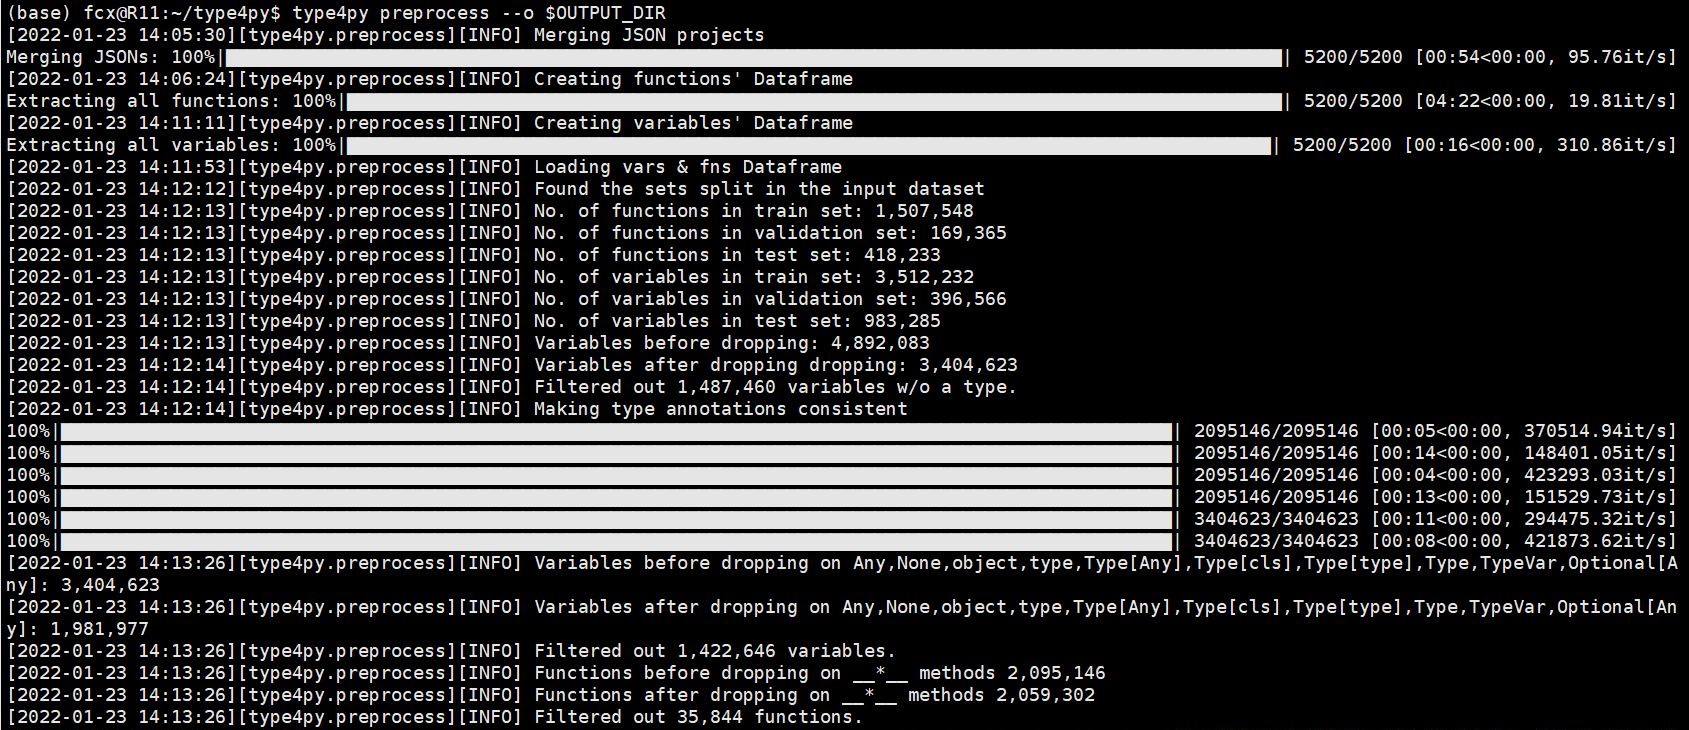 (base) fcx@R11:~/type4py$ type4py preprocess --o $OUTPUT_DIR
[2022-01-23 14:05:30][type4py.preprocess][INFO] Merging JSON projects
Merging JSONs: 100%|| 5200/5200 [00:54<00:00, 95.76it/s]
[2022-01-23 14:06:24][type4py.preprocess][INFO] Creating functions' Dataframe
Extracting all functions: 100%|| 5200/5200 [04:22<00:00, 19.81it/s]
[2022-01-23 14:11:11][type4py.preprocess][INFO] Creating variables' Dataframe
Extracting all variables: 100%|| 5200/5200 [00:16<00:00, 310.86it/s]
[2022-01-23 14:11:53][type4py.preprocess][INFO] Loading vars & fns Dataframe
[2022-01-23 14:12:12][type4py.preprocess][INFO] Found the sets split in the input dataset
[2022-01-23 14:12:13][type4py.preprocess][INFO] No. of functions in train set: 1,507,548
[2022-01-23 14:12:13][type4py.preprocess][INFO] No. of functions in validation set: 169,365
[2022-01-23 14:12:13][type4py.preprocess][INFO] No. of functions in test set: 418,233
[2022-01-23 14:12:13][type4py.preprocess][INFO] No. of variables in train set: 3,512,232
[2022-01-23 14:12:13][type4py.preprocess][INFO] No. of variables in validation set: 396,566
[2022-01-23 14:12:13][type4py.preprocess][INFO] No. of variables in test set: 983,285
[2022-01-23 14:12:13][type4py.preprocess][INFO] Variables before dropping: 4,892,083
[2022-01-23 14:12:14][type4py.preprocess][INFO] Variables after dropping dropping: 3,404,623
[2022-01-23 14:12:14][type4py.preprocess][INFO] Filtered out 1,487,460 variables w/o a type.
[2022-01-23 14:12:14][type4py.preprocess][INFO] Making type annotations consistent
100%|| 2095146/2095146 [00:05<00:00, 370514.94it/s]
100%|| 2095146/2095146 [00:14<00:00, 148401.05it/s]
100%|| 2095146/2095146 [00:04<00:00, 423293.03it/s]
100%|| 2095146/2095146 [00:13<00:00, 151529.73it/s]
100%|| 3404623/3404623 [00:11<00:00, 294475.32it/s]
100%|| 3404623/3404623 [00:08<00:00, 421873.62it/s]
[2022-01-23 14:13:26][type4py.preprocess][INFO] Variables before dropping on Any,None,object,type,Type[Any],Type[cls],Type[type],Type,TypeVar,Optional[A
ny]: 3,404,623
[2022-01-23 14:13:26][type4py.preprocess][INFO] Variables after dropping on Any,None,object,type,Type[Any],Type[cls],Type[type],Type,TypeVar,Optional[An
y]: 1,981,977
[2022-01-23 14:13:26][type4py.preprocess][INFO] Filtered out 1,422,646 variables.
[2022-01-23 14:13:26][type4py.preprocess][INFO] Functions before dropping on __*__ methods 2,095,146
[2022-01-23 14:13:26][type4py.preprocess][INFO] Functions after dropping on __*__ methods 2,059,302
[2022-01-23 14:13:26][type4py.preprocess][INFO] Filtered out 35,844 functions.